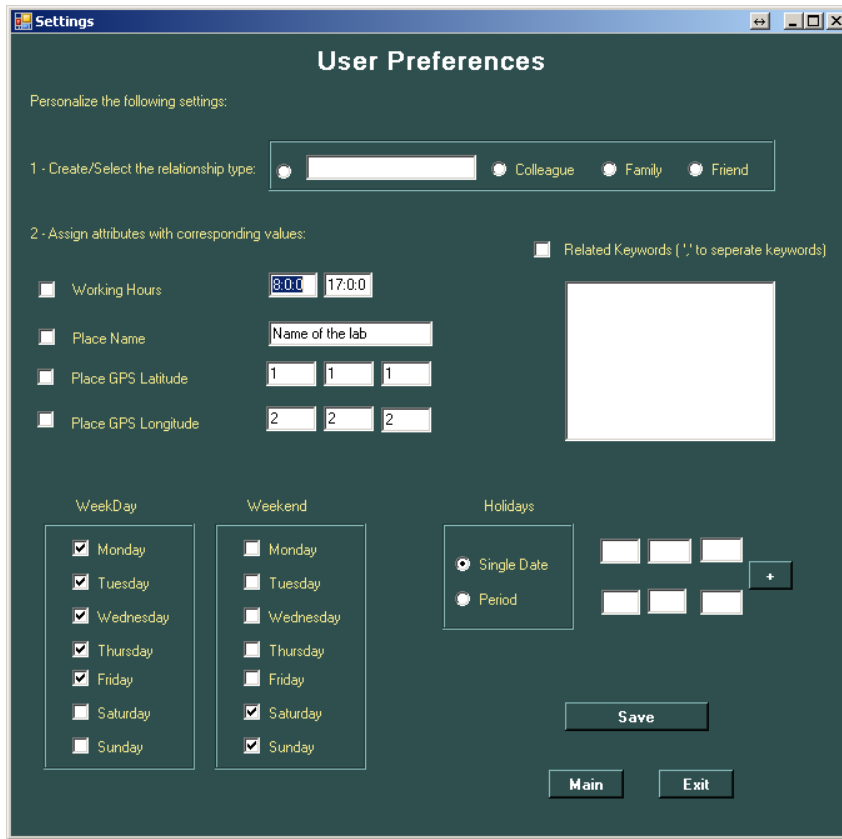 Settings
User Preferences
Personalize the following settings:
1 - Create/Select the relationship type:
Colleague
Family
Friend
2 - Assign attributes with corresponding values:
Related Keywords ( ',' to seperate keywords)
Working Hours 8:0:0 17:0:0
Place Name Name of the lab
Place GPS Latitude 1 1 1
Place GPS Longitude 2 2 2
WeekDay
Monday
Tuesday
Wednesday
Thursday
Friday
Saturday
Sunday
Weekend
Monday
Tuesday
Wednesday
Thursday
Friday
Saturday
Sunday
Holidays
Single Date
Period
+
Save
Main
Exit